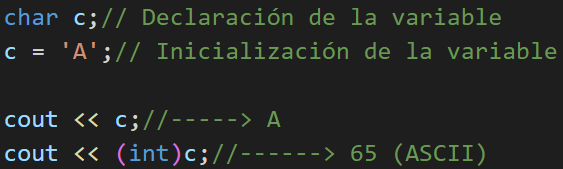 char c;// Declaración de la variable
c = 'A';// Inicialización de la variable
cout << c;//-----> A
cout << (int)c;//------> 65 (ASCII)